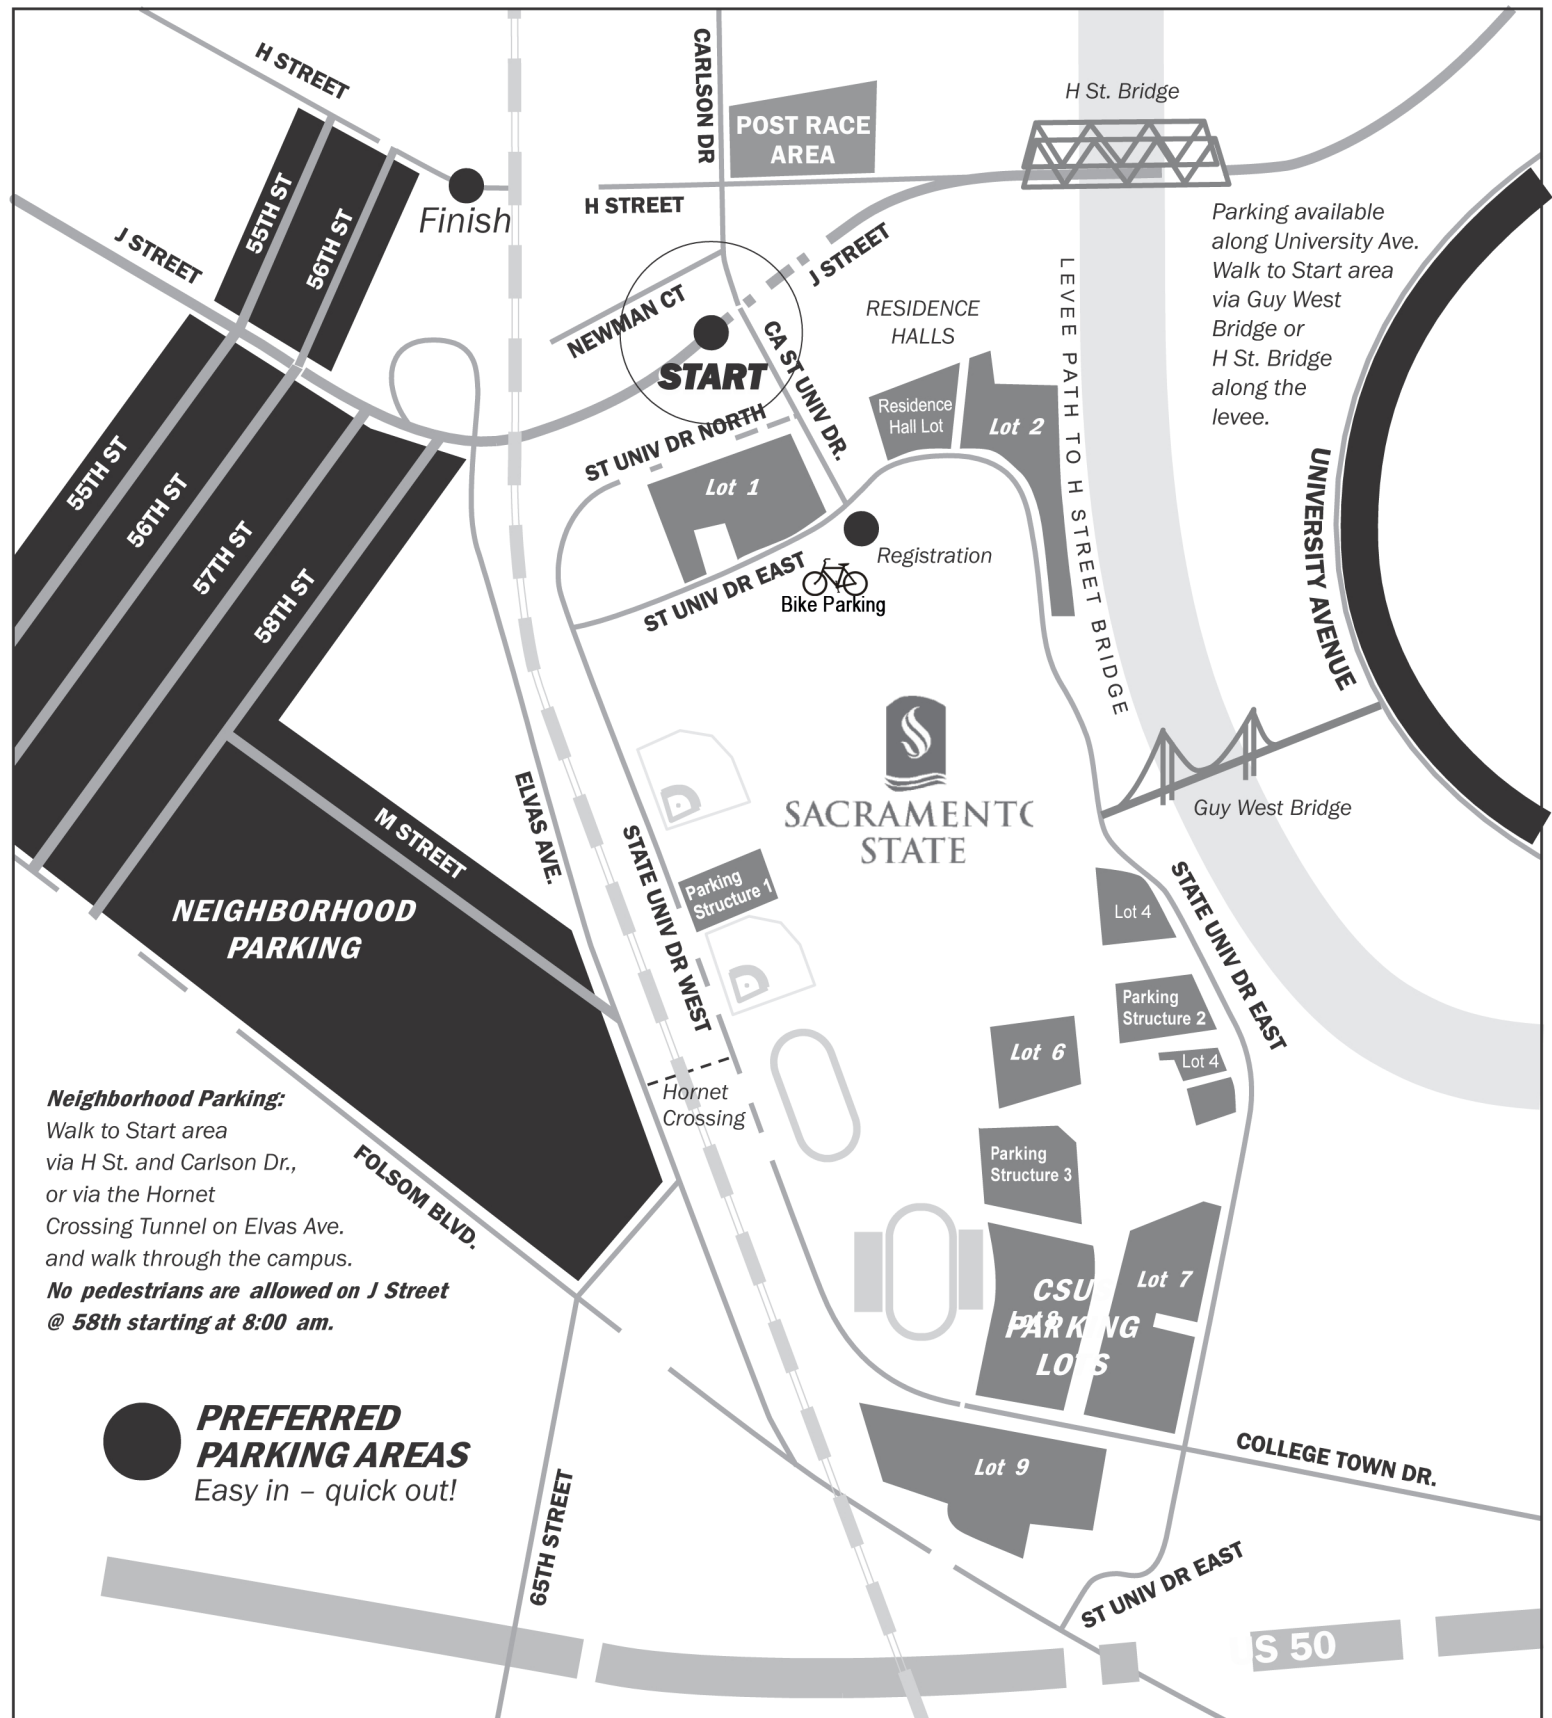 H STREET
CARLSON DR
POST RACE
AREA
H St. Bridge
55TH ST
56TH ST
Finish
H STREET
J STREET
J STREET
Parking available
along University Ave.
Walk to Start area
via Guy West
Bridge or
H St. Bridge
along the
levee.
NEWMAN CT
START
CA ST UNIV DR.
RESIDENCE
HALLS
LEVEE PATH TO H STREET BRIDGE
Residence
Hall Lot
Lot 2
ST UNIV DR NORTH
Lot 1
55TH ST
56TH ST
57TH ST
58TH ST
UNIVERSITY AVENUE
Registration
ST UNIV DR EAST
Bike Parking
SACRAMENTO
STATE
Guy West Bridge
ELVAS AVE.
M STREET
STATE UNIV DR WEST
Parking
Structure 1
NEIGHBORHOOD
PARKING
Lot 4
STATE UNIV DR EAST
Parking
Structure 2
Lot 6
Lot 4
Hornet
Crossing
Neighborhood Parking:
Walk to Start area
via H St. and Carlson Dr.,
or via the Hornet
Crossing Tunnel on Elvas Ave.
and walk through the campus.
No pedestrians are allowed on J Street
@ 58th starting at 8:00 am.
FOLSOM BLVD.
Parking
Structure 3
Lot 7
CSU
Lot 8
PARKING
LOTS
PREFERRED
PARKING AREAS
Easy in – quick out!
Lot 9
COLLEGE TOWN DR.
65TH STREET
ST UNIV DR EAST
US 50